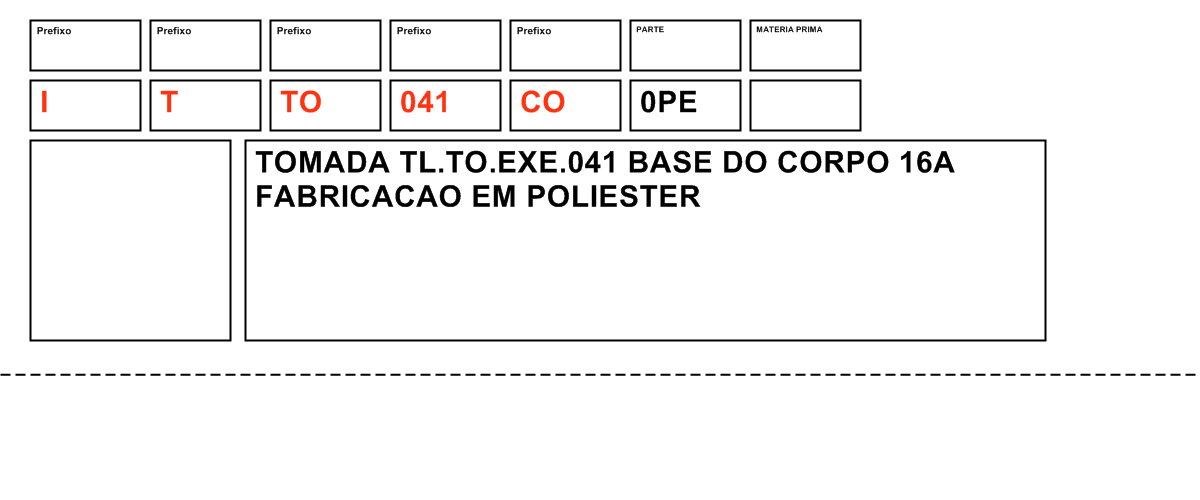 Prefixo Prefixo Prefixo Prefixo Prefixo PARTE MATERIA PRIMA
I T TO 041 CO 0PE
TOMADA TL.TO.EXE.041 BASE DO CORPO 16A
FABRICACAO EM POLIESTER